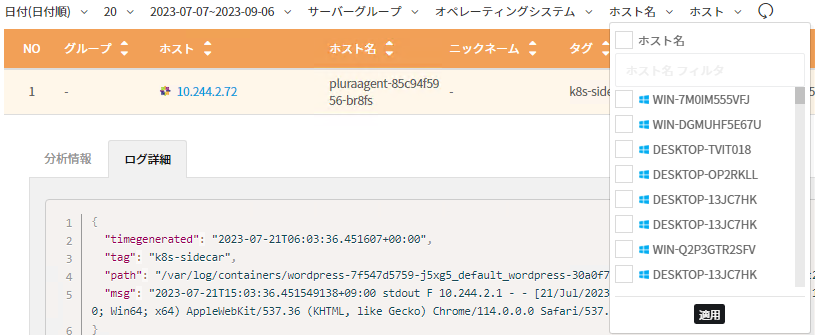 日付(日付順) 20 2023-07-07~2023-09-06 サーバーグループ オペレーティングシステム ホスト名 ホスト
NO グループ ホスト ホスト名 ニックネーム タグ
1 - 10.244.2.72 pluraagent-85c94f59
56-br8fs - k8s-sidec
ホスト名
ホスト名 フィルタ
WIN-7M0IM555VFJ
WIN-DGMUHF5E67U
DESKTOP-TVIT018
DESKTOP-OP2RKLL
DESKTOP-13JC7HK
DESKTOP-13JC7HK
WIN-Q2P3GTR2SFV
DESKTOP-13JC7HK
適用
分析情報 ログ詳細
1 {
2 "timegenerated": "2023-07-21T06:03:36.451607+00:00",
3 "tag": "k8s-sidecar",
4 "path": "/var/log/containers/wordpress-7f547d5759-j5xg5_default_wordpress-30a0f7
5 "msg": "2023-07-21T15:03:36.451549138+09:00 stdout F 10.244.2.1 - - [21/Jul/2023
0; Win64; x64) AppleWebKit/537.36 (KHTML, like Gecko) Chrome/114.0.0.0 Safari/537.
6 }